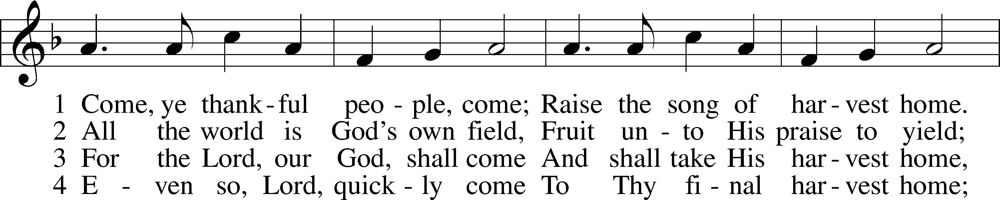 1 Come, ye thank - ful peo - ple, come; Raise the song of har - vest home.
2 All the world is God’s own field, Fruit un - to His praise to yield;
3 For the Lord, our God, shall come And shall take His har - vest home,
4 E - ven so, Lord, quick - ly come To Thy fi - nal har - vest home;